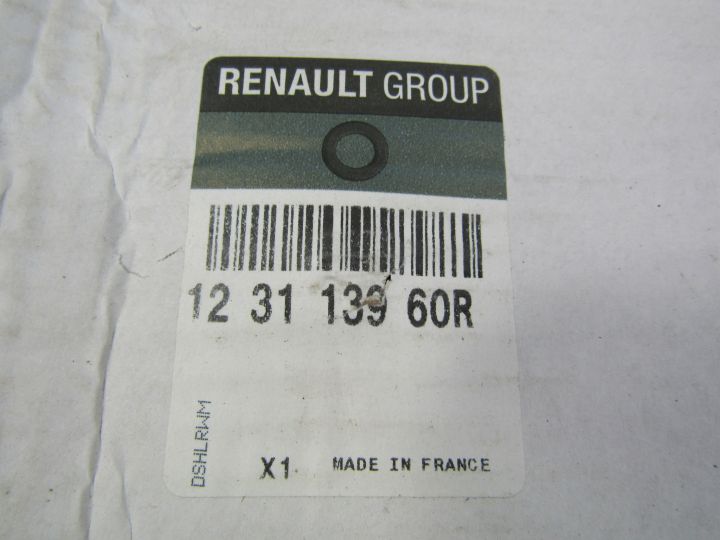 RENAULT GROUP
12 31 139 60R
DSHLRWM
X1 MADE IN FRANCE